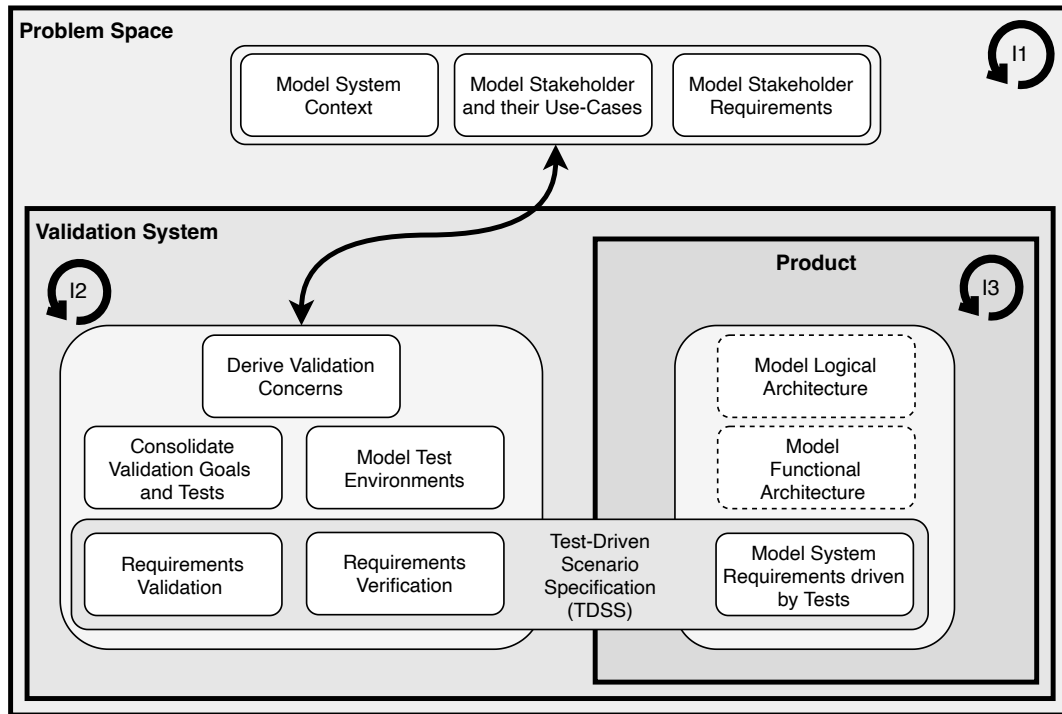 Problem Space
I1
Model System
Context
Model Stakeholder
and their Use-Cases
Model Stakeholder
Requirements
Validation System
I2
Derive Validation
Concerns
Consolidate
Validation Goals
and Tests
Model Test
Environments
Requirements
Validation
Requirements
Verification
Test-Driven
Scenario
Specification
(TDSS)
Product
I3
Model Logical
Architecture
Model
Functional
Architecture
Model System
Requirements driven
by Tests